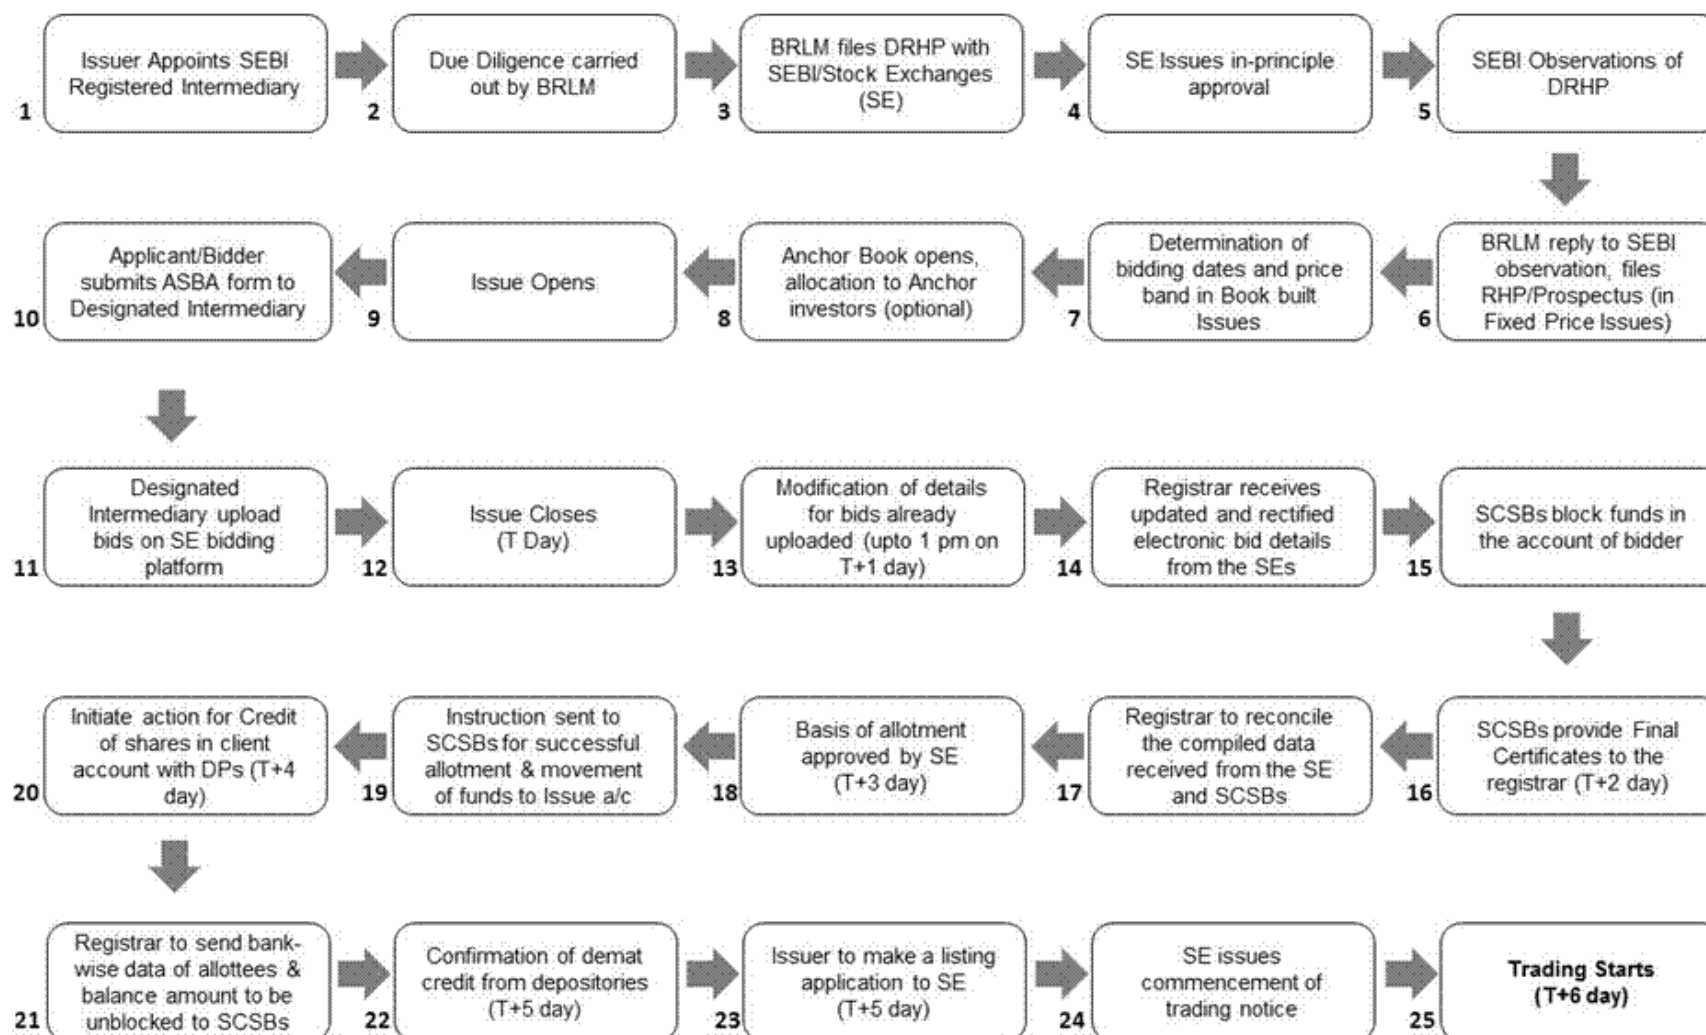 1
Issuer Appoints SEBI
Registered Intermediary
2
Due Diligence carried
out by BRLM
3
BRLM files DRHP with
SEBI/Stock Exchanges
(SE)
4
SE Issues in-principle
approval
5
SEBI Observations of
DRHP
6
BRLM reply to SEBI
observation, files
RHP/Prospectus (in
Fixed Price Issues)
7
Determination of
bidding dates and price
band in Book built
Issues
8
Anchor Book opens,
allocation to Anchor
investors (optional)
9
Issue Opens
10
Applicant/Bidder
submits ASBA form to
Designated Intermediary
11
Designated
Intermediary upload
bids on SE bidding
platform
12
Issue Closes
(T Day)
13
Modification of details
for bids already
uploaded (upto 1 pm on
T+1 day)
14
Registrar receives
updated and rectified
electronic bid details
from the SEs
15
SCSBs block funds in
the account of bidder
16
SCSBs provide Final
Certificates to the
registrar (T+2 day)
17
Registrar to reconcile
the compiled data
received from the SE
and SCSBs
18
Basis of allotment
approved by SE
(T+3 day)
19
Instruction sent to
SCSBs for successful
allotment & movement
of funds to Issue a/c
20
Initiate action for Credit
of shares in client
account with DPs (T+4
day)
21
Registrar to send bank-
wise data of allottees &
balance amount to be
unblocked to SCSBs
22
Confirmation of demat
credit from depositories
(T+5 day)
23
Issuer to make a listing
application to SE
(T+5 day)
24
SE issues
commencement of
trading notice
25
Trading Starts
(T+6 day)